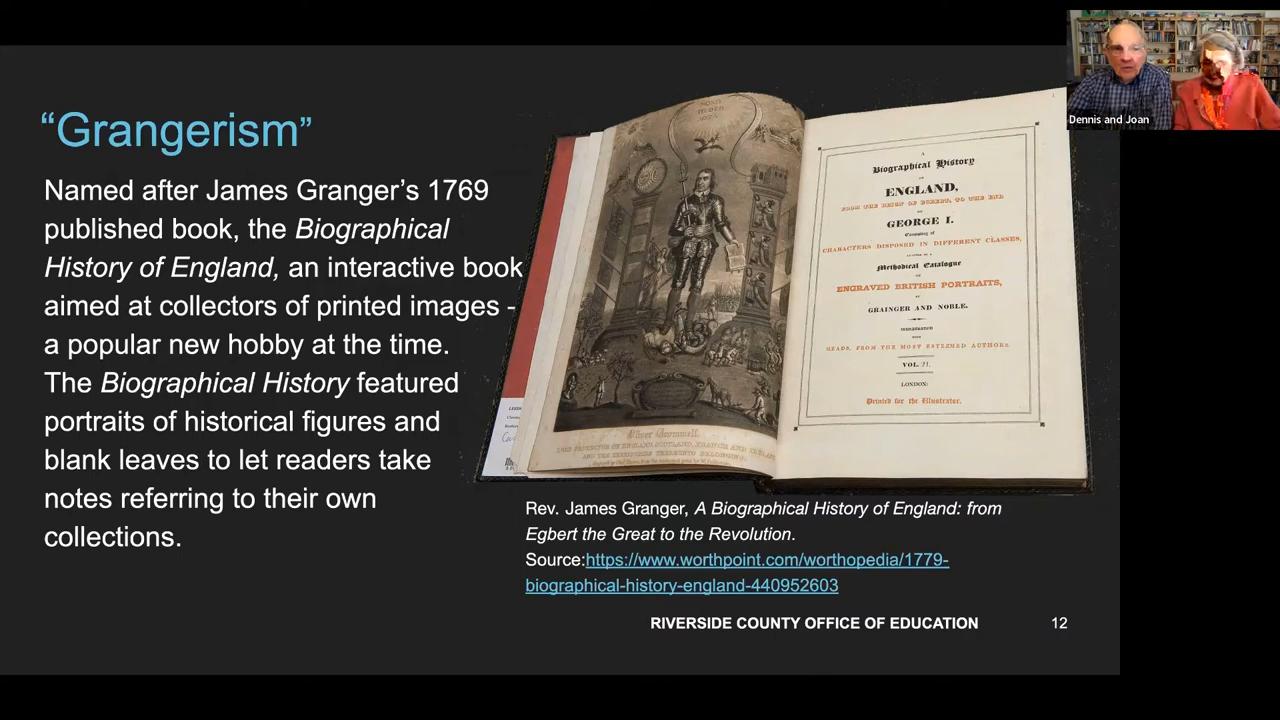 “Grangerism”
Named after James Granger’s 1769
published book, the Biographical
History of England, an interactive book
aimed at collectors of printed images -
a popular new hobby at the time.
The Biographical History featured
portraits of historical figures and
blank leaves to let readers take
notes referring to their own
collections.
A
Biographical History
OF
ENGLAND,
FROM THE REIGN OF EGBERT, TO THE END
OF
GEORGE I.
Consisting of
CHARACTERS DISPOSED IN DIFFERENT CLASSES,
Methodical Catalogue
OF
ENGRAVED BRITISH PORTRAITS,
BY
GRAINGER AND NOBLE.
HEADS, FROM THE MOST ESTEEMED AUTHORS.
VOL.
LONDON:
Printed for the Illustrator.
Oliver Cromwell.
Rev. James Granger, A Biographical History of England: from
Egbert the Great to the Revolution.
Source:https://www.worthpoint.com/worthopedia/1779-
biographical-history-england-440952603
RIVERSIDE COUNTY OFFICE OF EDUCATION
12
Dennis and Joan